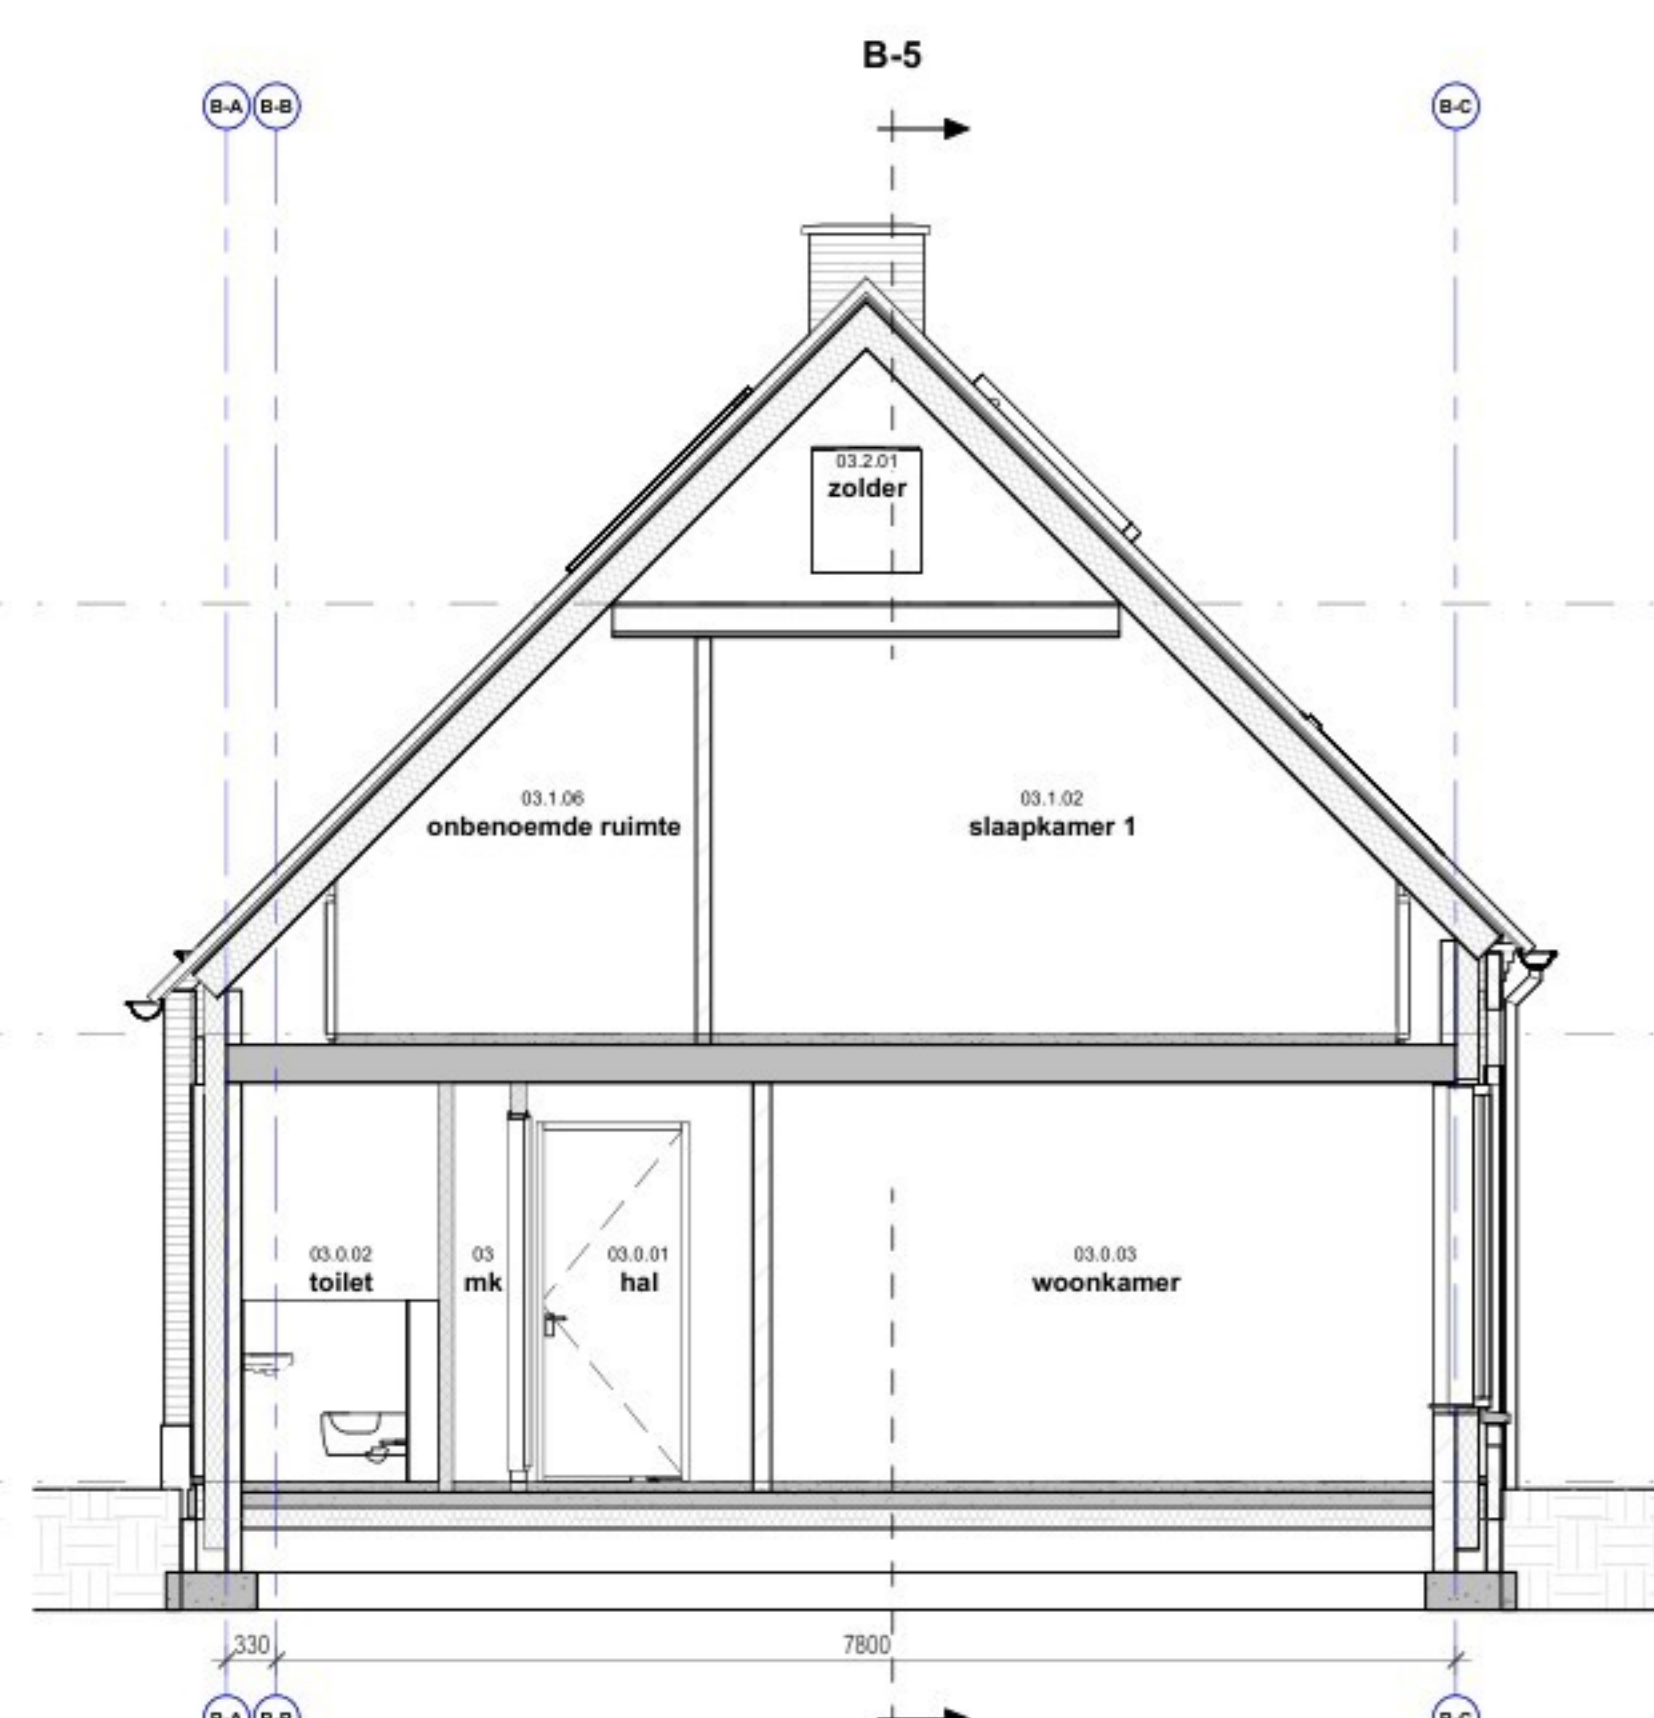 B-5
B-A B-B B-C
03.2.01
zolder
03.1.06
onbenoemde ruimte
03.1.02
slaapkamer 1
03.0.02
toilet
03
mk
03.0.01
hal
03.0.03
woonkamer
330 7800
B-A B-B B-C